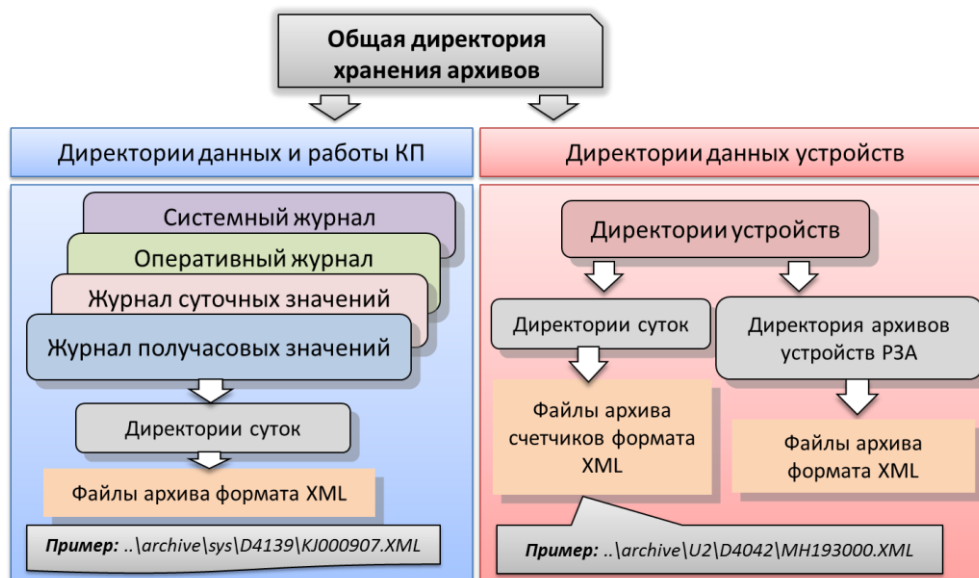 Общая директория
хранения архивов
Директории данных и работы КП
Системный журнал
Оперативный журнал
Журнал суточных значений
Журнал получасовых значений
Директории суток
Файлы архива формата XML
Пример: ..\archive\sys\D4139\KJ000907.XML
Директории данных устройств
Директории устройств
Директории суток
Файлы архива
счетчиков формата
XML
Директория архивов
устройств РЗА
Файлы архива
формата XML
Пример: ..\archive\U2\D4042\MH193000.XML